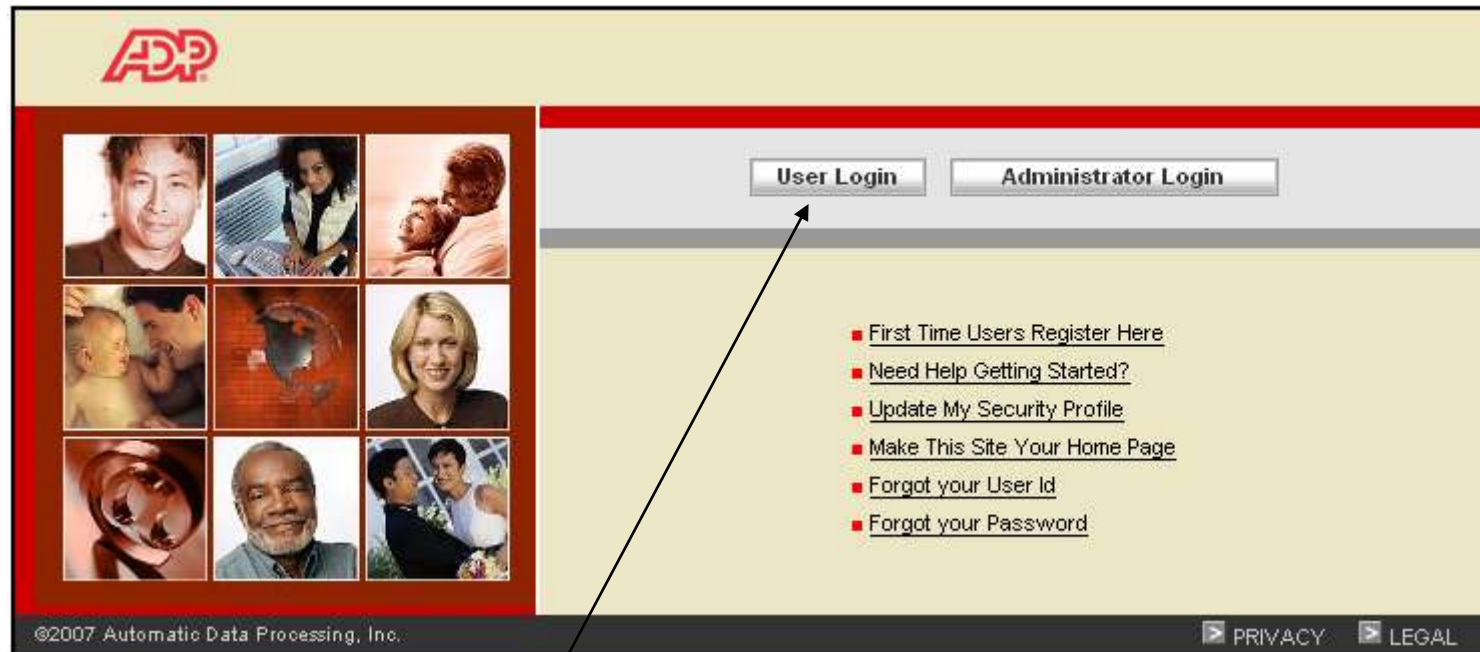 ADP
User Login Administrator Login
First Time Users Register Here
Need Help Getting Started?
Update My Security Profile
Make This Site Your Home Page
Forgot your User Id
Forgot your Password
©2007 Automatic Data Processing, Inc. PRIVACY LEGAL